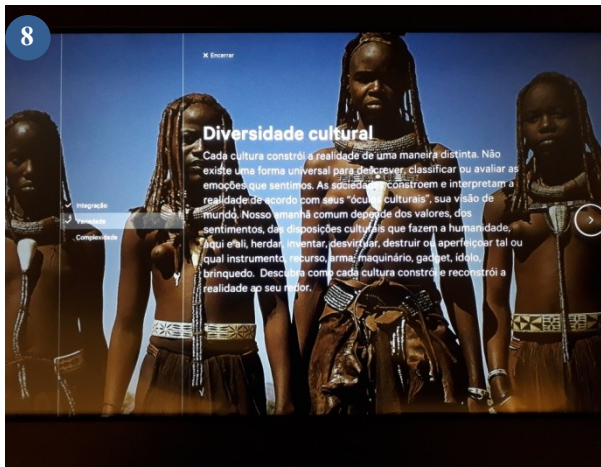 8
× Encerrar
Diversidade cultural
Cada cultura constrói a realidade de uma maneira distinta. Não
existe uma forma universal para descrever, classificar ou avaliar as
emoções que sentimos. As sociedades constroem e interpretam a
realidade de acordo com seus "óculos culturais", sua visão de
mundo. Nosso amanhã comum depende dos valores, dos
sentimentos, das disposições culturais que fazem a humanidade,
aqui e ali, herdar, inventar, desvirtuar, destruir ou aperfeiçoar tal ou
qual instrumento, recurso, arma, maquinário, gadget, ídolo,
brinquedo. Descubra como cada cultura constrói e reconstrói a
realidade ao seu redor.
Integração
Variedade
Complexidade